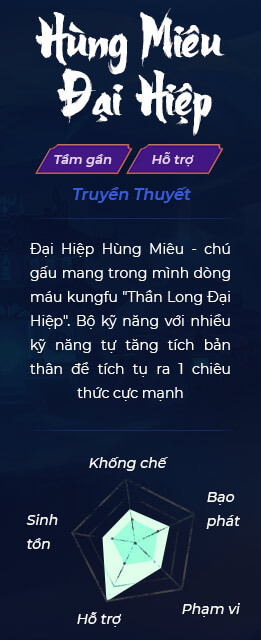 Hùng Miêu
Đại Hiệp
Tầm gần
Hỗ trợ
Truyền Thuyết
Đại Hiệp Hùng Miêu - chú
gấu mang trong mình dòng
máu kungfu "Thần Long Đại
Hiệp". Bộ kỹ năng với nhiều
kỹ năng tự tăng tích bản
thân để tích tụ ra 1 chiêu
thức cực mạnh
Khống chế
Bạo
phát
Sinh
tồn
Phạm vi
Hỗ trợ